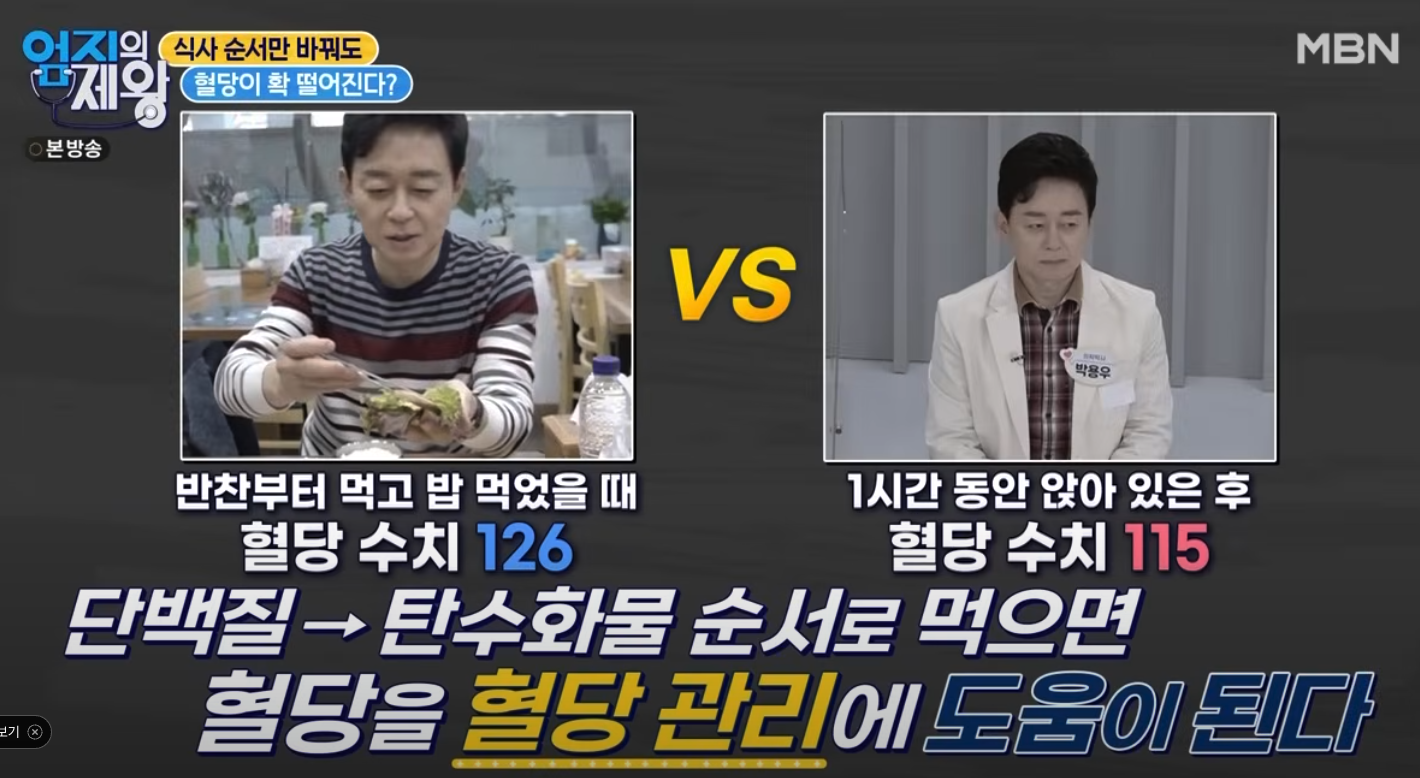 엄지의 제왕
식사 순서만 바꿔도
혈당이 확 떨어진다?
MBN
본방송
VS
박용우
반찬부터 먹고 밥 먹었을 때
혈당 수치 126
1시간 동안 앉아 있은 후
혈당 수치 115
단백질→탄수화물 순서로 먹으면
혈당을 혈당 관리에 도움이 된다
보기